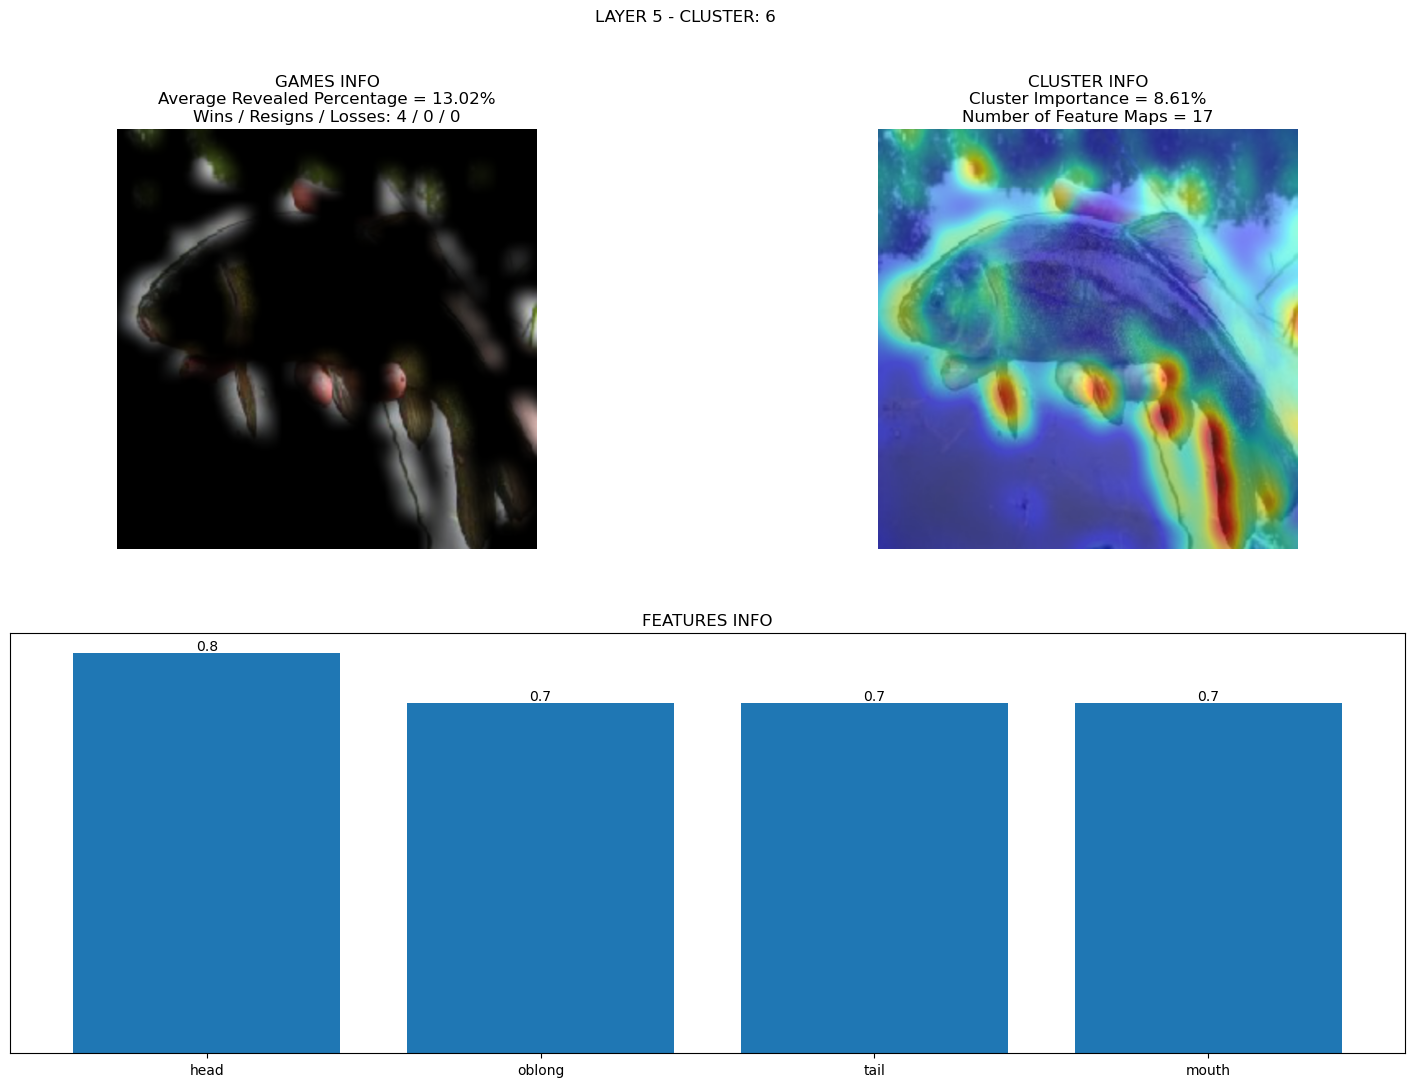 LAYER 5 - CLUSTER: 6
GAMES INFO
Average Revealed Percentage = 13.02%
Wins / Resigns / Losses: 4 / 0 / 0
CLUSTER INFO
Cluster Importance = 8.61%
Number of Feature Maps = 17
FEATURES INFO
0.8
0.7
0.7
0.7
head
oblong
tail
mouth